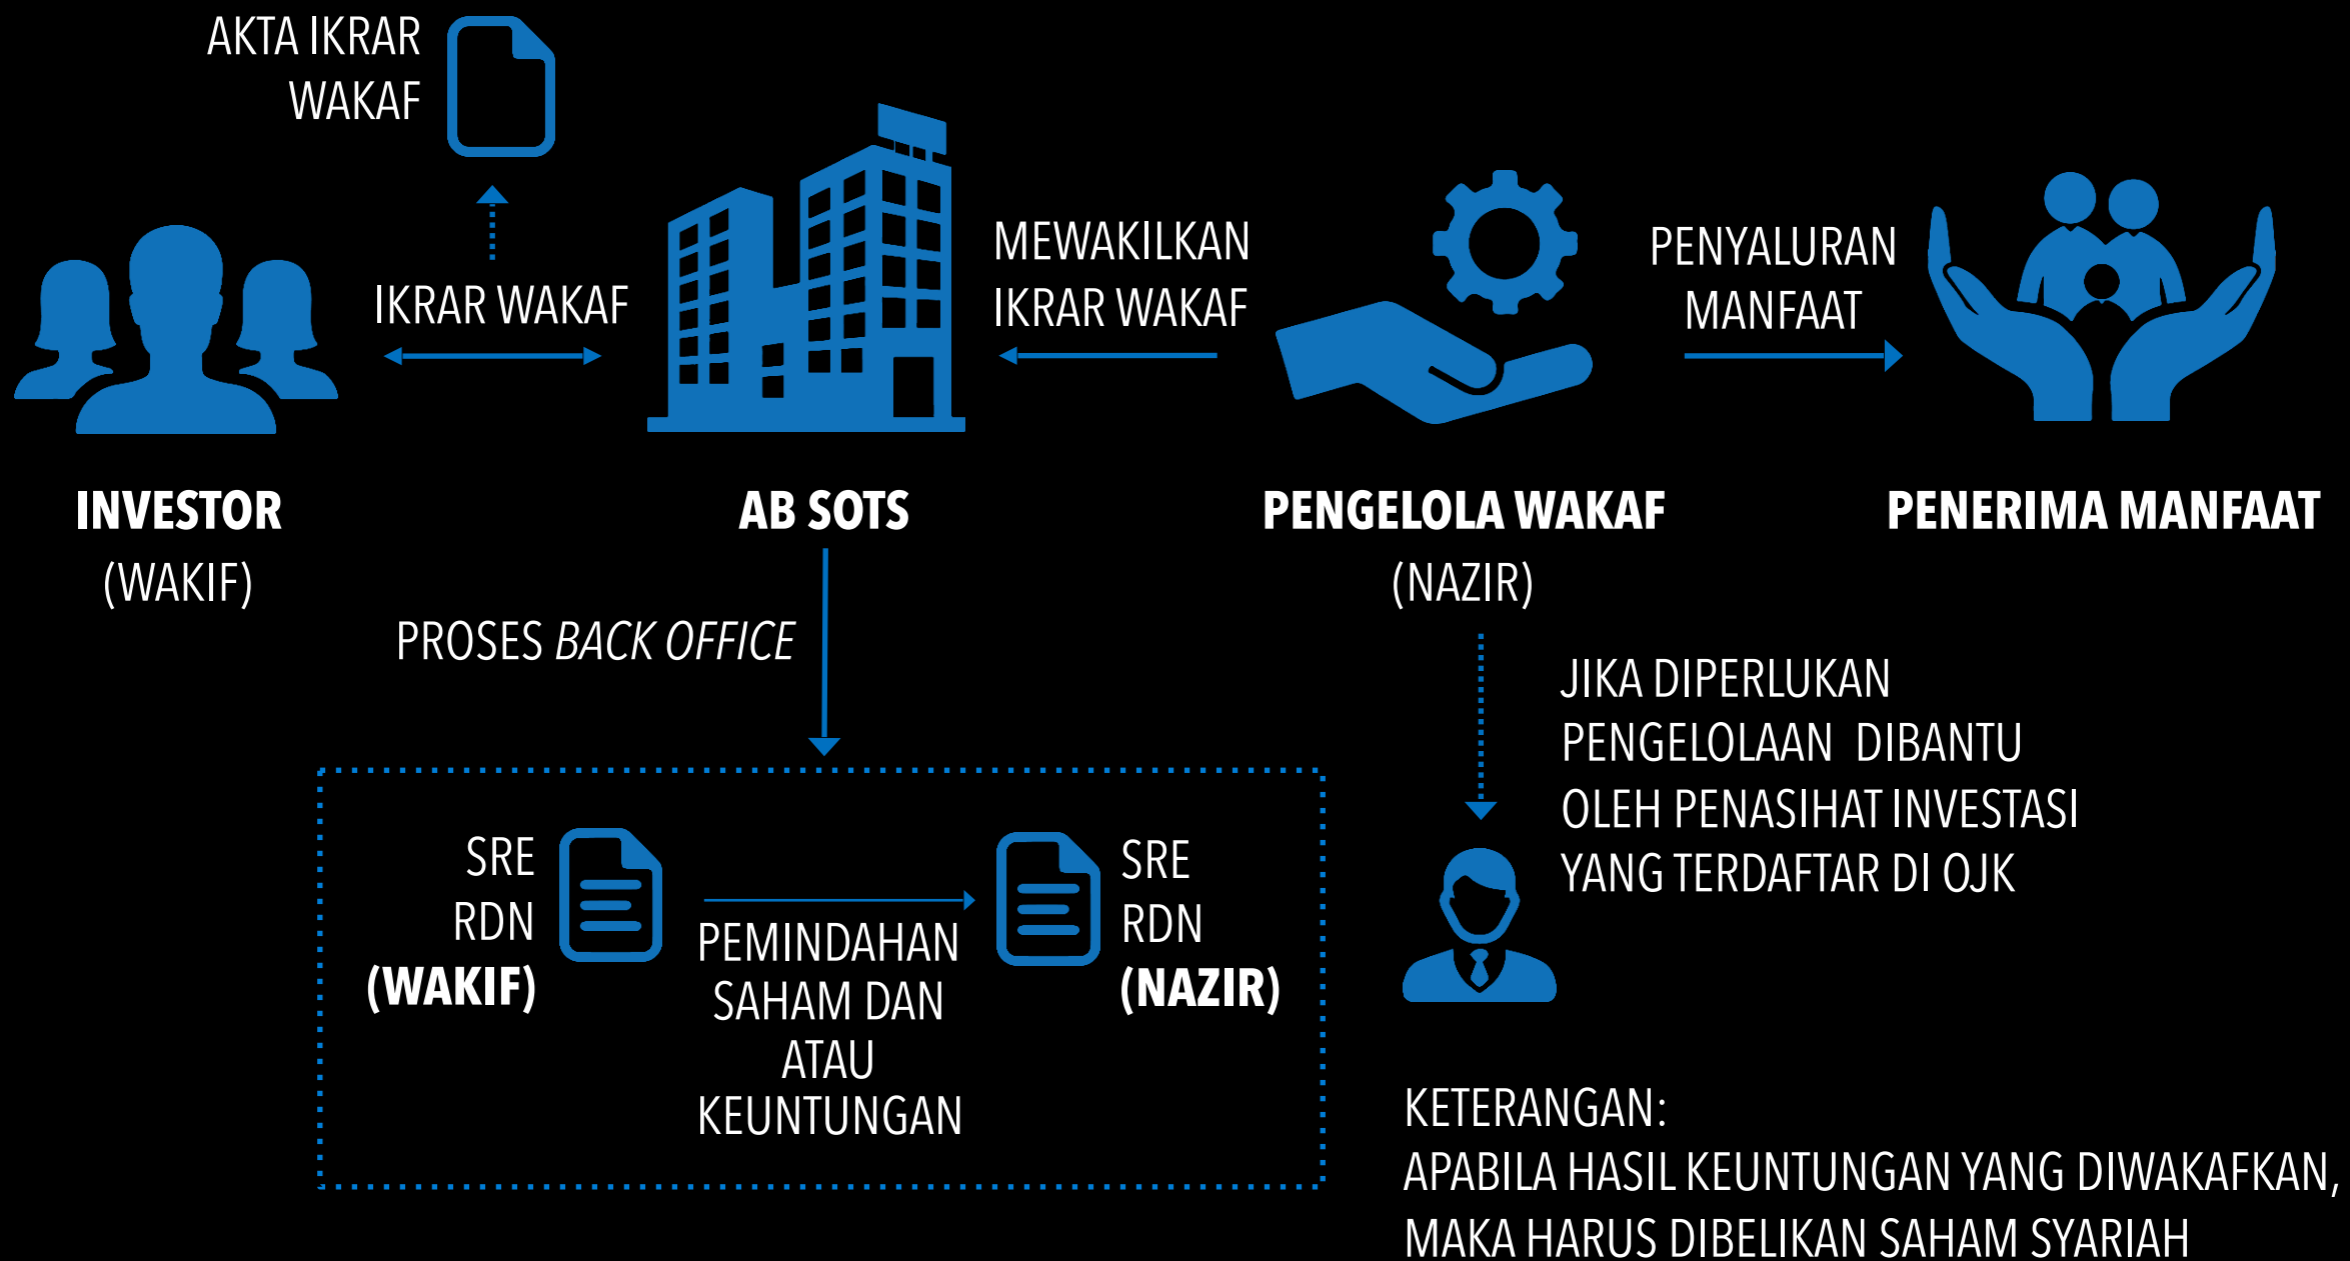 AKTA IKRAR
WAKAF
IKRAR WAKAF
MEWAKILKAN
IKRAR WAKAF
PENYALURAN
MANFAAT
INVESTOR
(WAKIF)
AB SOTS
PENGELOLA WAKAF
(NAZIR)
PENERIMA MANFAAT
PROSES BACK OFFICE
JIKA DIPERLUKAN
PENGELOLAAN DIBANTU
OLEH PENASIHAT INVESTASI
YANG TERDAFTAR DI OJK
SRE
RDN
(WAKIF)
PEMINDAHAN
SAHAM DAN
ATAU
KEUNTUNGAN
SRE
RDN
(NAZIR)
KETERANGAN:
APABILA HASIL KEUNTUNGAN YANG DIWAKAFKAN,
MAKA HARUS DIBELIKAN SAHAM SYARIAH